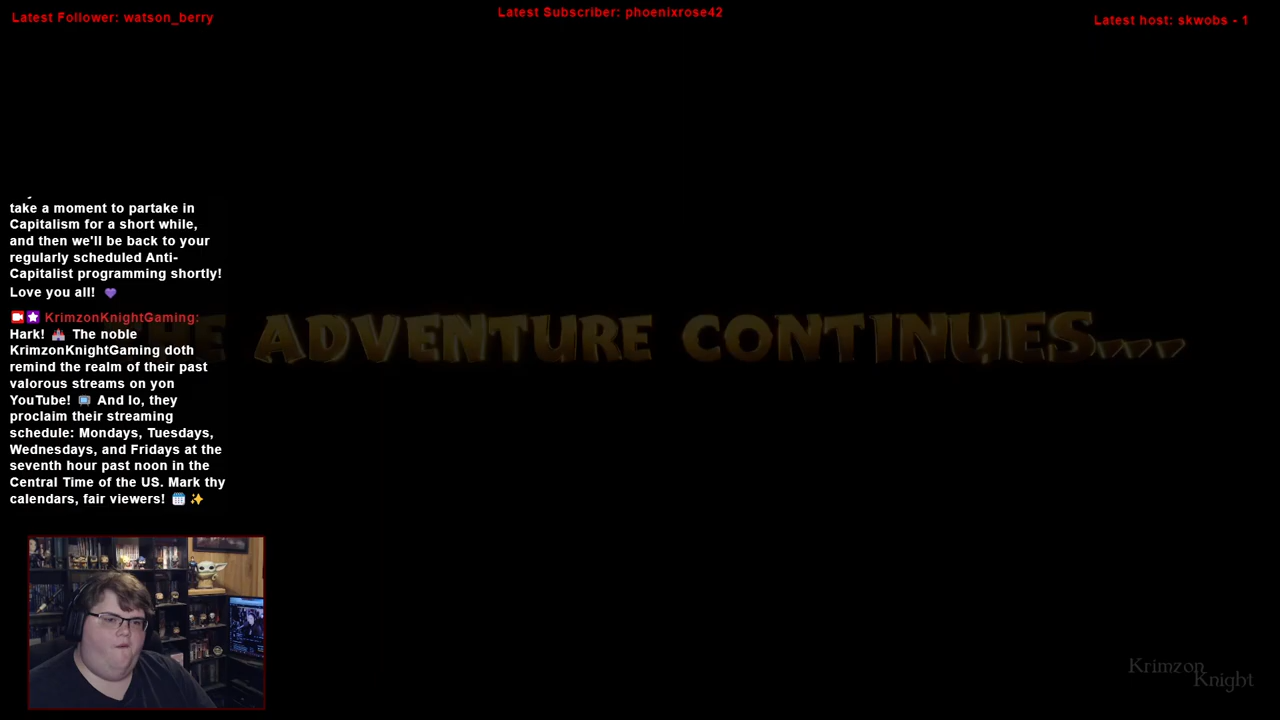 Latest Follower: watson_berry
Latest Subscriber: phoenixrose42
Latest host: skwobs - 1
take a moment to partake in
Capitalism for a short while,
and then we'll be back to your
regularly scheduled Anti-
Capitalist programming shortly!
Love you all! 💜
KrimzonKnightGaming:
Hark! 🏰 The noble
KrimzonKnightGaming doth
remind the realm of their past
valorous streams on yon
YouTube! 📺 And lo, they
proclaim their streaming
schedule: Mondays, Tuesdays,
Wednesdays, and Fridays at the
seventh hour past noon in the
Central Time of the US. Mark thy
calendars, fair viewers! 🗓️ ✨
THE ADVENTURE CONTINUES...
Krimzon
Knight